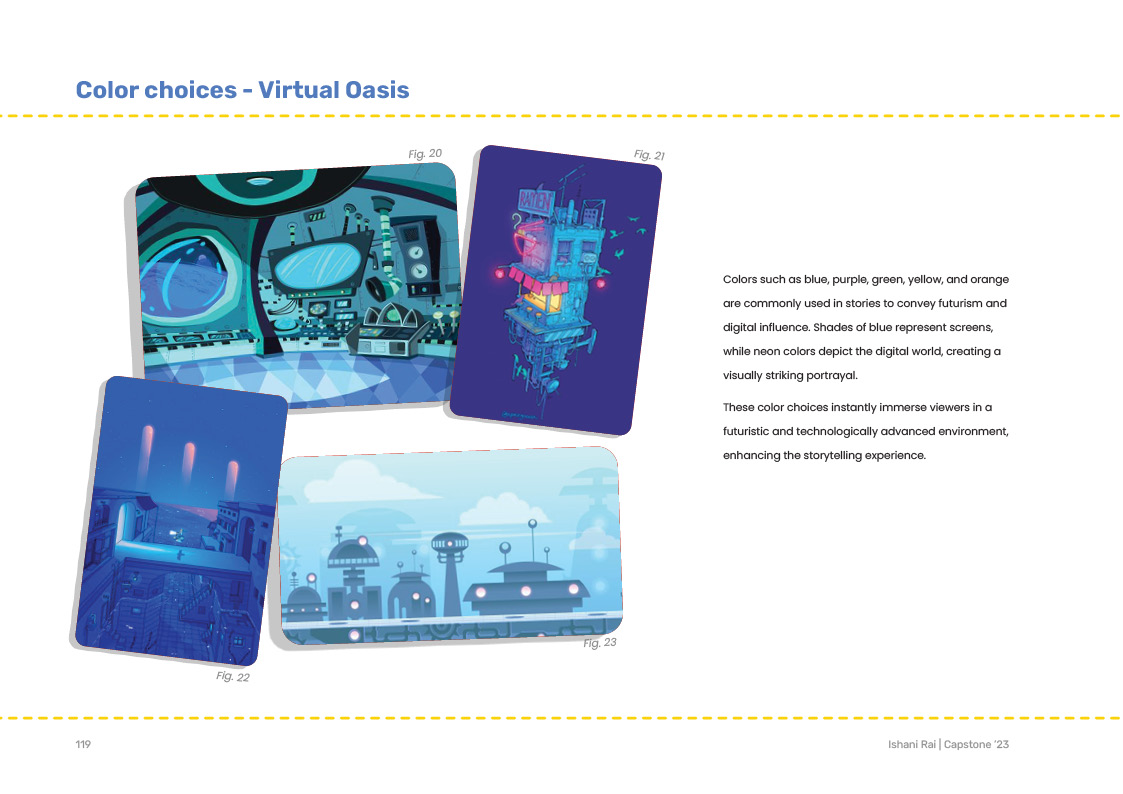 Color choices - Virtual Oasis
Fig. 20
Fig. 21
RAMEN
Colors such as blue, purple, green, yellow, and orange
are commonly used in stories to convey futurism and
digital influence. Shades of blue represent screens,
while neon colors depict the digital world, creating a
visually striking portrayal.
These color choices instantly immerse viewers in a
futuristic and technologically advanced environment,
enhancing the storytelling experience.
Fig. 23
Fig. 22
119
Ishani Rai | Capstone '23